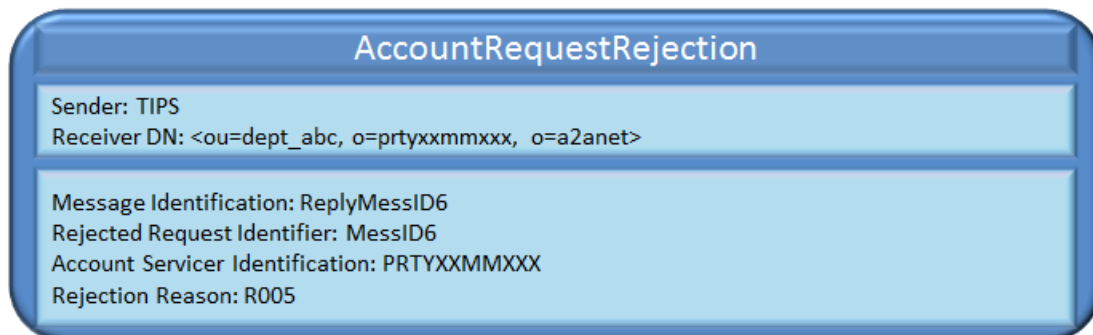 AccountRequestRejection
Sender: TIPS
Receiver DN: <ou=dept_abc, o=prtyxxmmxxx, o=a2anet>
Message Identification: ReplyMessID6
Rejected Request Identifier: MessID6
Account Servicer Identification: PRTYXXMMXXX
Rejection Reason: R005